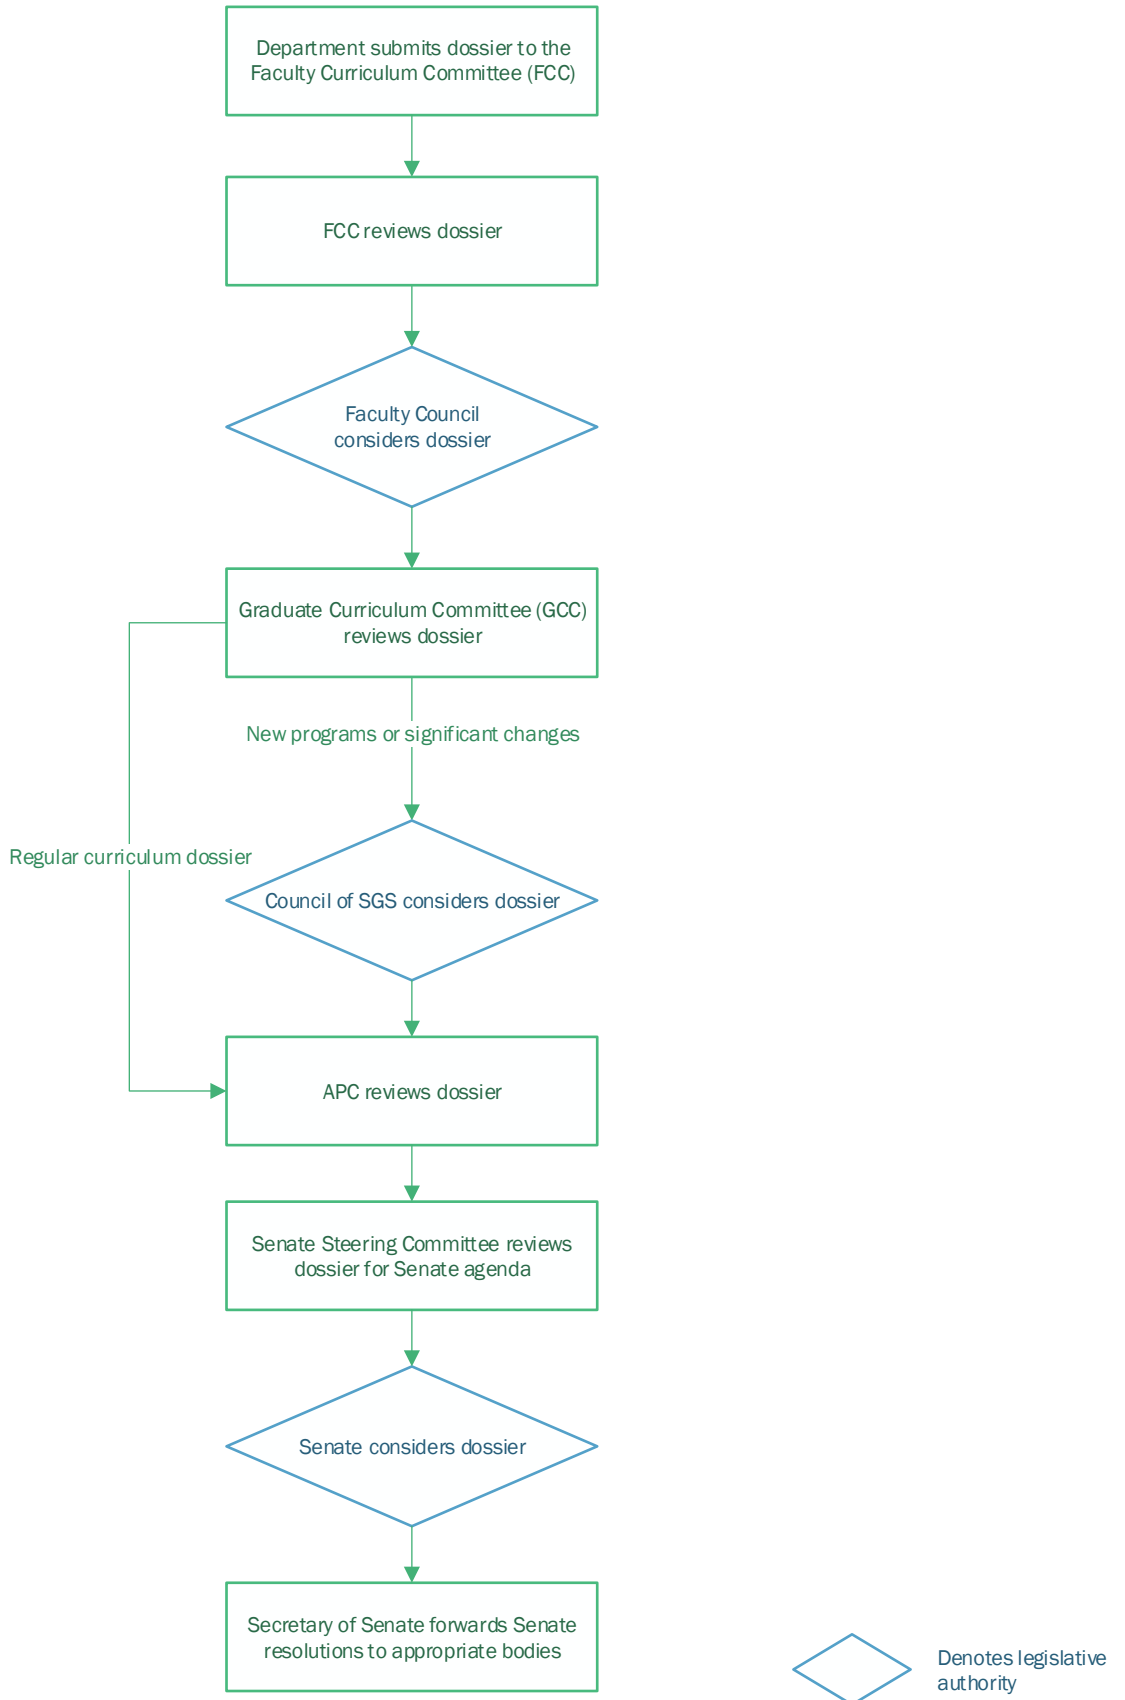 Department submits dossier to the
Faculty Curriculum Committee (FCC)
FCC reviews dossier
Faculty Council
considers dossier
Graduate Curriculum Committee (GCC)
reviews dossier
New programs or significant changes
Regular curriculum dossier
Council of SGS considers dossier
APC reviews dossier
Senate Steering Committee reviews
dossier for Senate agenda
Senate considers dossier
Secretary of Senate forwards Senate
resolutions to appropriate bodies
Denotes legislative
authority